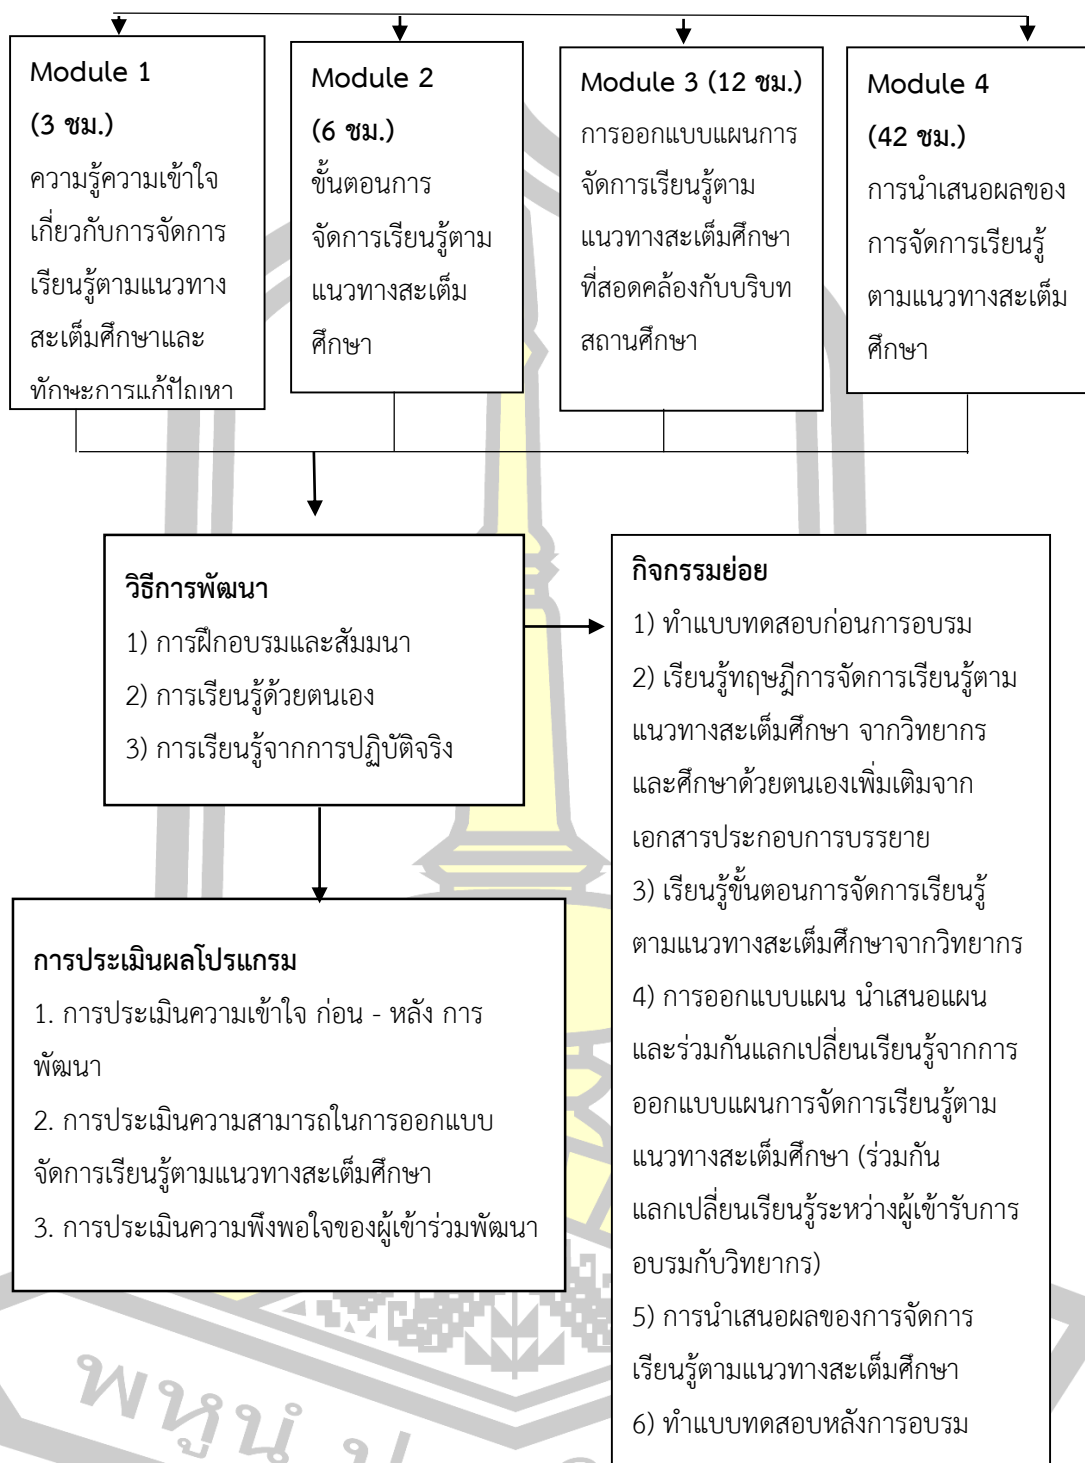 Module 1
(3 ชม.)
ความรู้ความเข้าใจ
เกี่ยวกับการจัดการ
เรียนรู้ตามแนวทาง
สะเต็มศึกษาและ
ทักษะการแก้ปัญหา
Module 2
(6 ชม.)
ขั้นตอนการ
จัดการเรียนรู้ตาม
แนวทางสะเต็ม
ศึกษา
Module 3 (12 ชม.)
การออกแบบแผนการ
จัดการเรียนรู้ตาม
แนวทางสะเต็มศึกษา
ที่สอดคล้องกับบริบท
สถานศึกษา
Module 4
(42 ชม.)
การนำเสนอผลของ
การจัดการเรียนรู้
ตามแนวทางสะเต็ม
ศึกษา
วิธีการพัฒนา
1) การฝึกอบรมและสัมมนา
2) การเรียนรู้ด้วยตนเอง
3) การเรียนรู้จากการปฏิบัติจริง
กิจกรรมย่อย
1) ทำแบบทดสอบก่อนการอบรม
2) เรียนรู้ทฤษฎีการจัดการเรียนรู้ตาม
แนวทางสะเต็มศึกษา จากวิทยากร
และศึกษาด้วยตนเองเพิ่มเติมจาก
เอกสารประกอบการบรรยาย
3) เรียนรู้ขั้นตอนการจัดการเรียนรู้
ตามแนวทางสะเต็มศึกษาจากวิทยากร
4) การออกแบบแผน นำเสนอแผน
และร่วมกันแลกเปลี่ยนเรียนรู้จากการ
ออกแบบแผนการจัดการเรียนรู้ตาม
แนวทางสะเต็มศึกษา (ร่วมกัน
แลกเปลี่ยนเรียนรู้ระหว่างผู้เข้ารับการ
อบรมกับวิทยากร)
5) การนำเสนอผลของการจัดการ
เรียนรู้ตามแนวทางสะเต็มศึกษา
6) ทำแบบทดสอบหลังการอบรม
การประเมินผลโปรแกรม
1. การประเมินความเข้าใจ ก่อน - หลัง การ
พัฒนา
2. การประเมินความสามารถในการออกแบบ
จัดการเรียนรู้ตามแนวทางสะเต็มศึกษา
3. การประเมินความพึงพอใจของผู้เข้าร่วมพัฒนา
พหูนํ